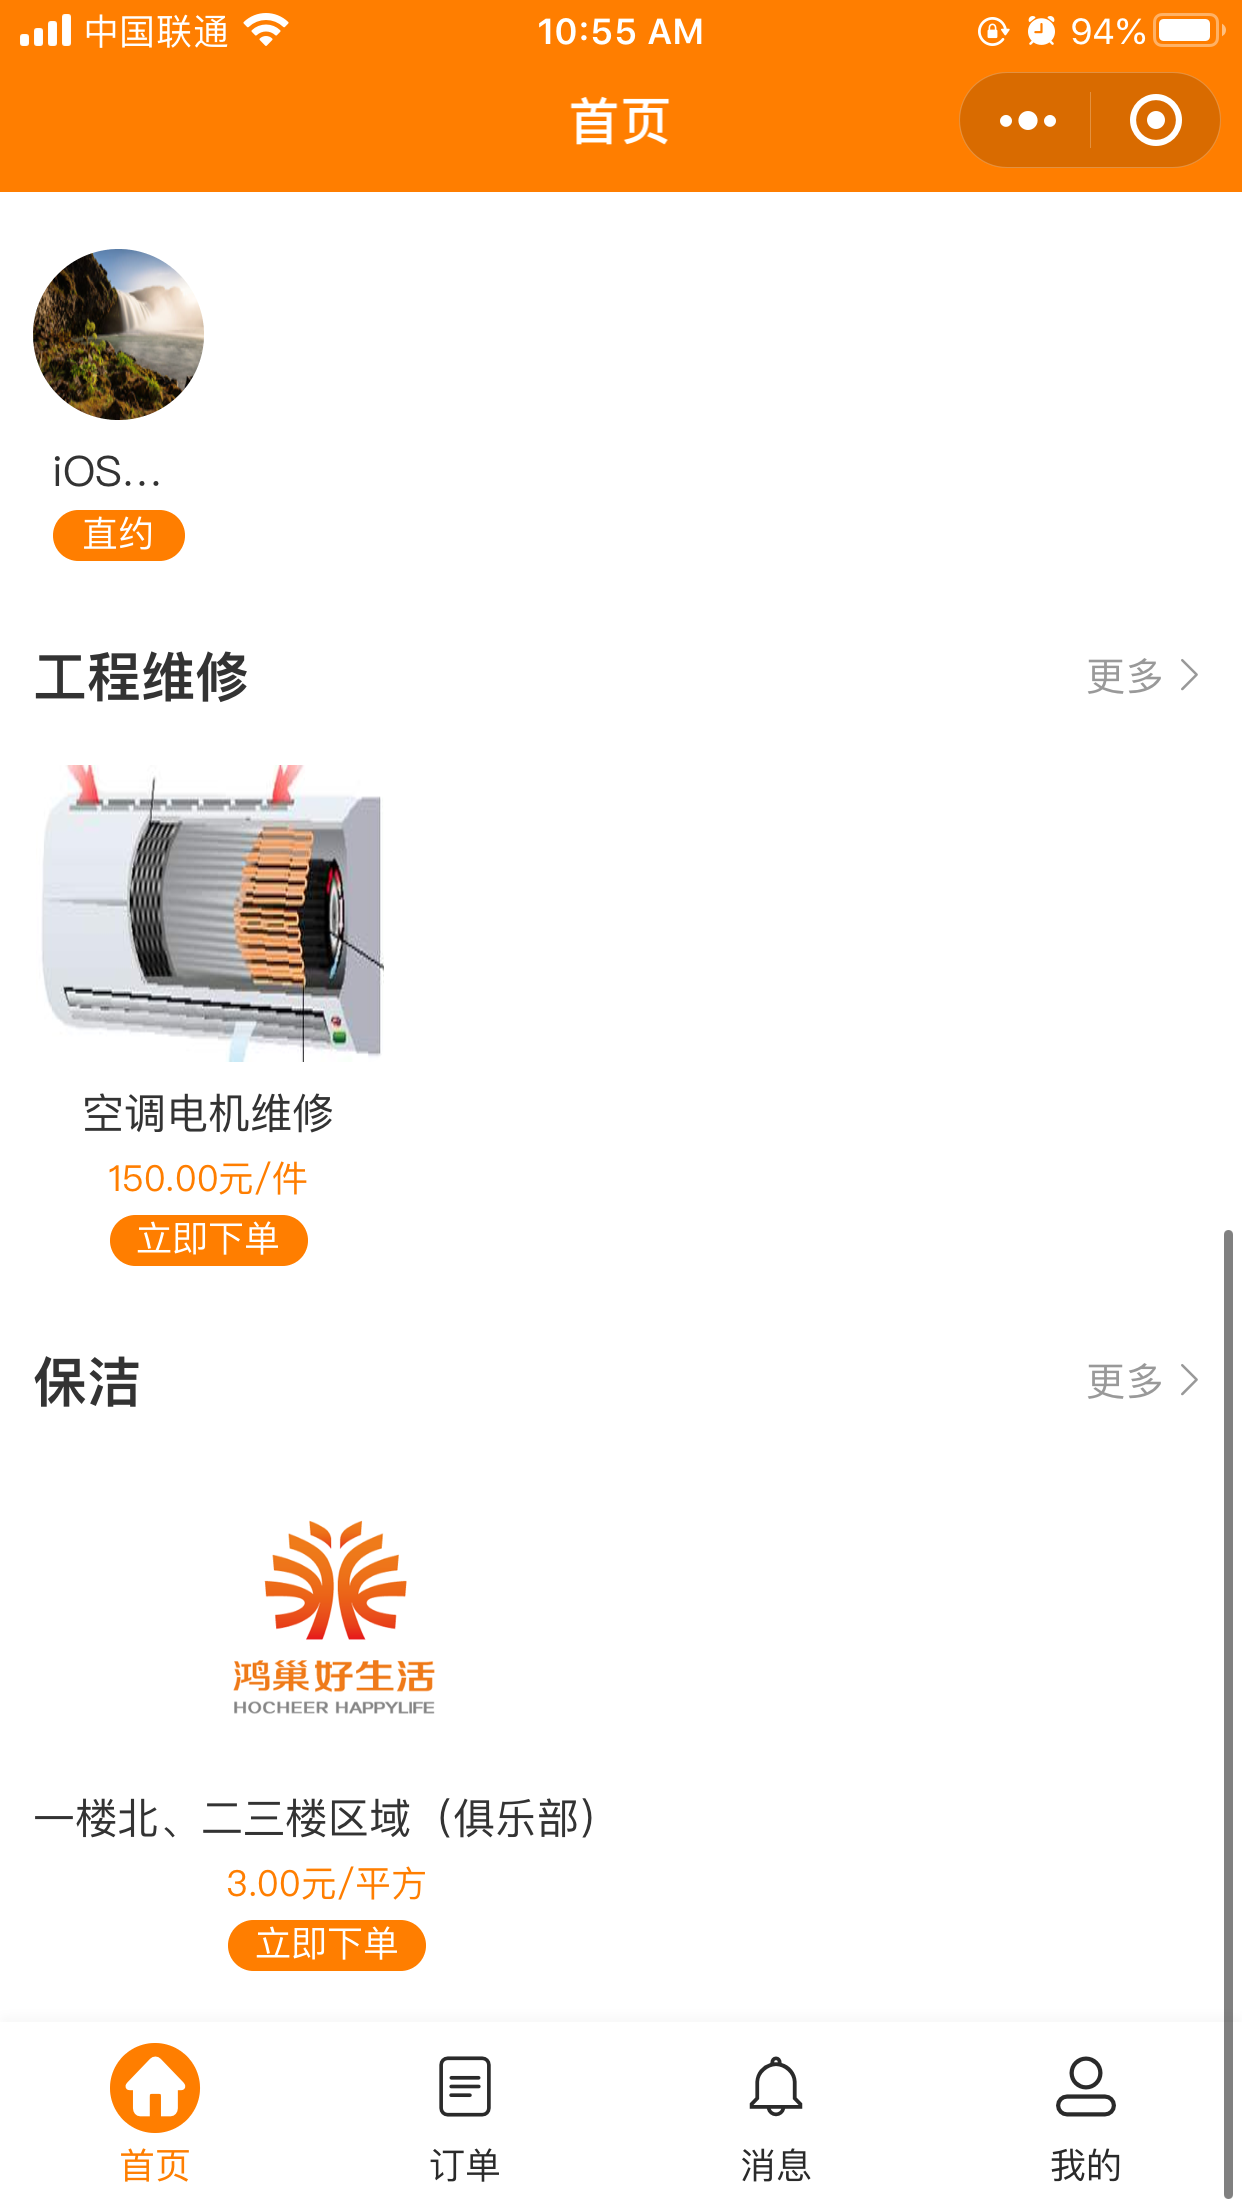 中国联通
10:55 AM
94%
首页
iOS...
直约
工程维修
更多
空调电机维修
150.00元/件
立即下单
保洁
更多
鸿巢好生活
HOCHEER HAPPYLIFE
一楼北、二三楼区域（俱乐部）
3.00元/平方
立即下单
首页
订单
消息
我的